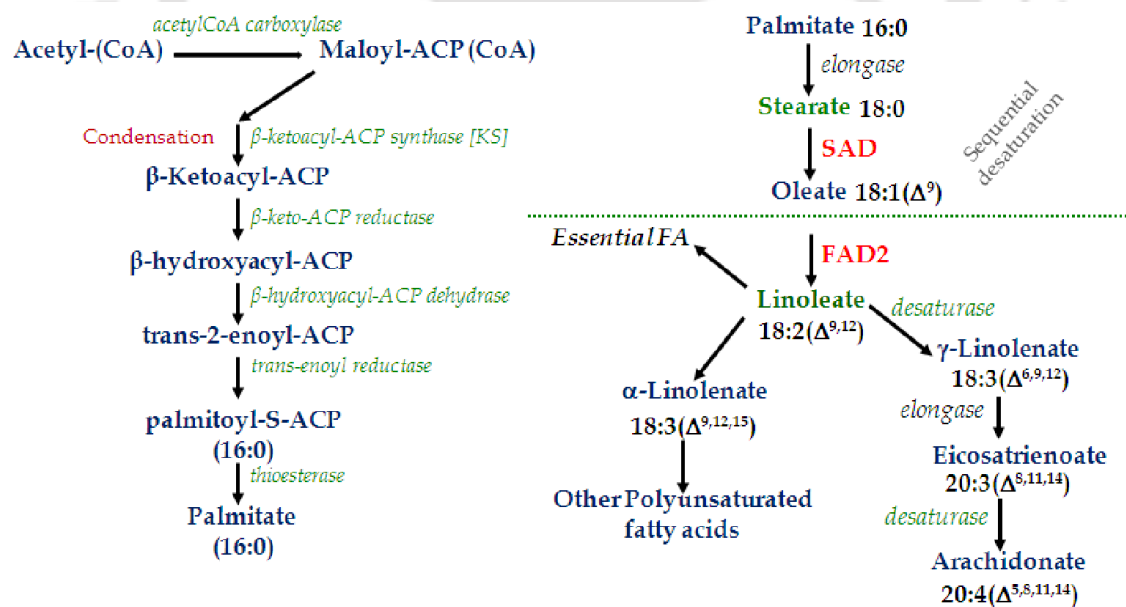 acetylCoA carboxylase
Acetyl-(CoA)
Maloyl-ACP (CoA)
Condensation
β-ketoacyl-ACP synthase [KS]
β-Ketoacyl-ACP
β-keto-ACP reductase
β-hydroxyacyl-ACP
β-hydroxyacyl-ACP dehydrase
trans-2-enoyl-ACP
trans-enoyl reductase
palmitoyl-S-ACP
(16:0)
thioesterase
Palmitate
(16:0)
Palmitate 16:0
elongase
Stearate 18:0
SAD
Oleate 18:1(Δ⁹)
Sequential
desaturation
Essential FA
FAD2
Linoleate
18:2(Δ⁹,¹²)
desaturase
γ-Linolenate
18:3(Δ⁶,⁹,¹²)
α-Linolenate
18:3(Δ⁹,¹²,¹⁵)
elongase
Eicosatrienoate
20:3(Δ⁸,¹¹,¹⁴)
Other Polyunsaturated
fatty acids
desaturase
Arachidonate
20:4(Δ⁵,⁸,¹¹,¹⁴)